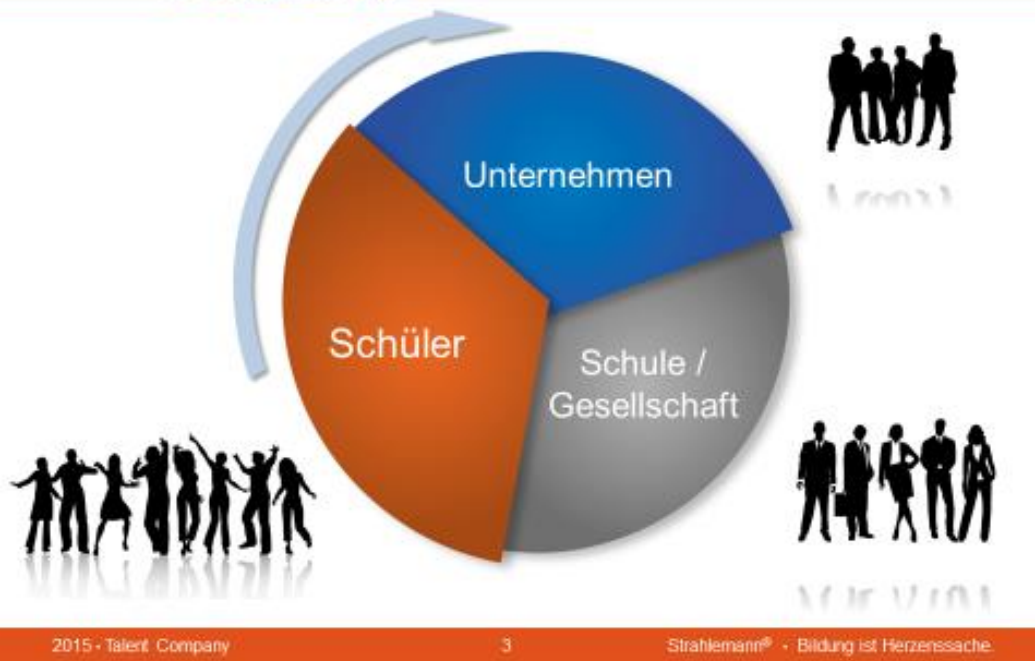 Unternehmen
Schüler
Schule /
Gesellschaft
2015 - Talent Company
3
Strahlemann® - Bildung ist Herzenssache.